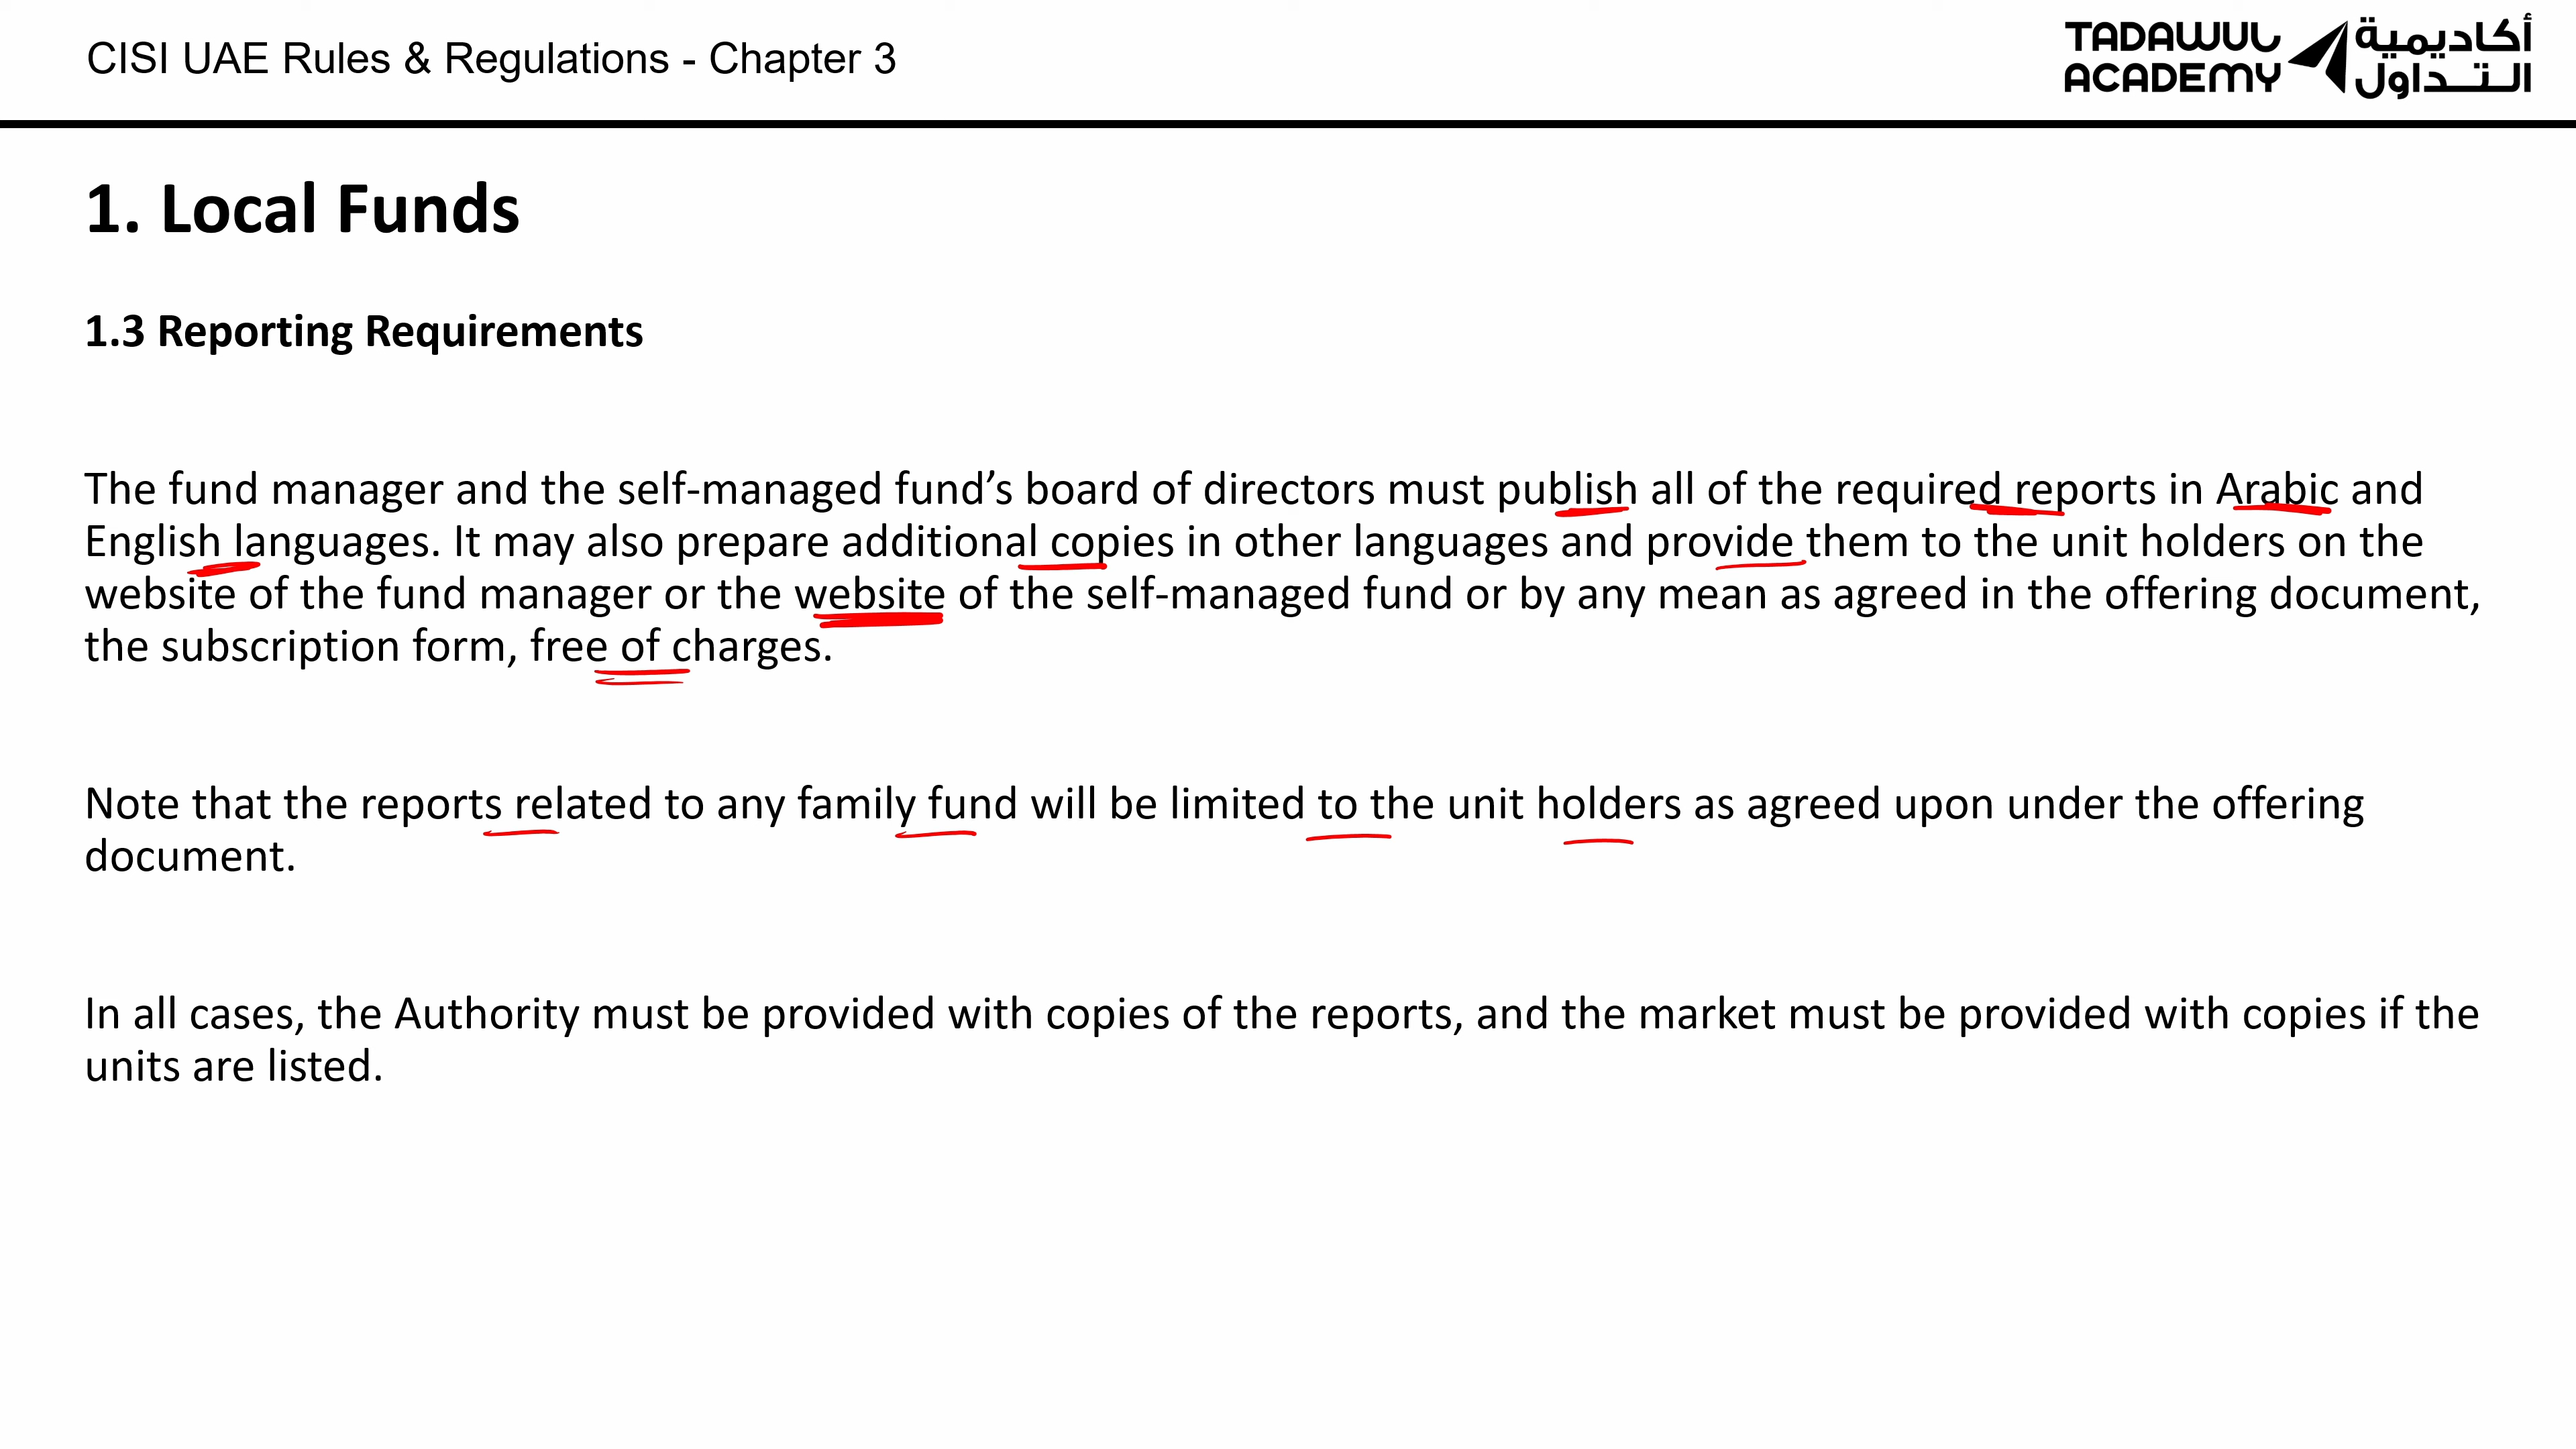 CISI UAE Rules & Regulations - Chapter 3
TADAWUL
ACADEMY
أكاديمية
التداول
1. Local Funds
1.3 Reporting Requirements
The fund manager and the self-managed fund’s board of directors must publish all of the required reports in Arabic and
English languages. It may also prepare additional copies in other languages and provide them to the unit holders on the
website of the fund manager or the website of the self-managed fund or by any mean as agreed in the offering document,
the subscription form, free of charges.
Note that the reports related to any family fund will be limited to the unit holders as agreed upon under the offering
document.
In all cases, the Authority must be provided with copies of the reports, and the market must be provided with copies if the
units are listed.